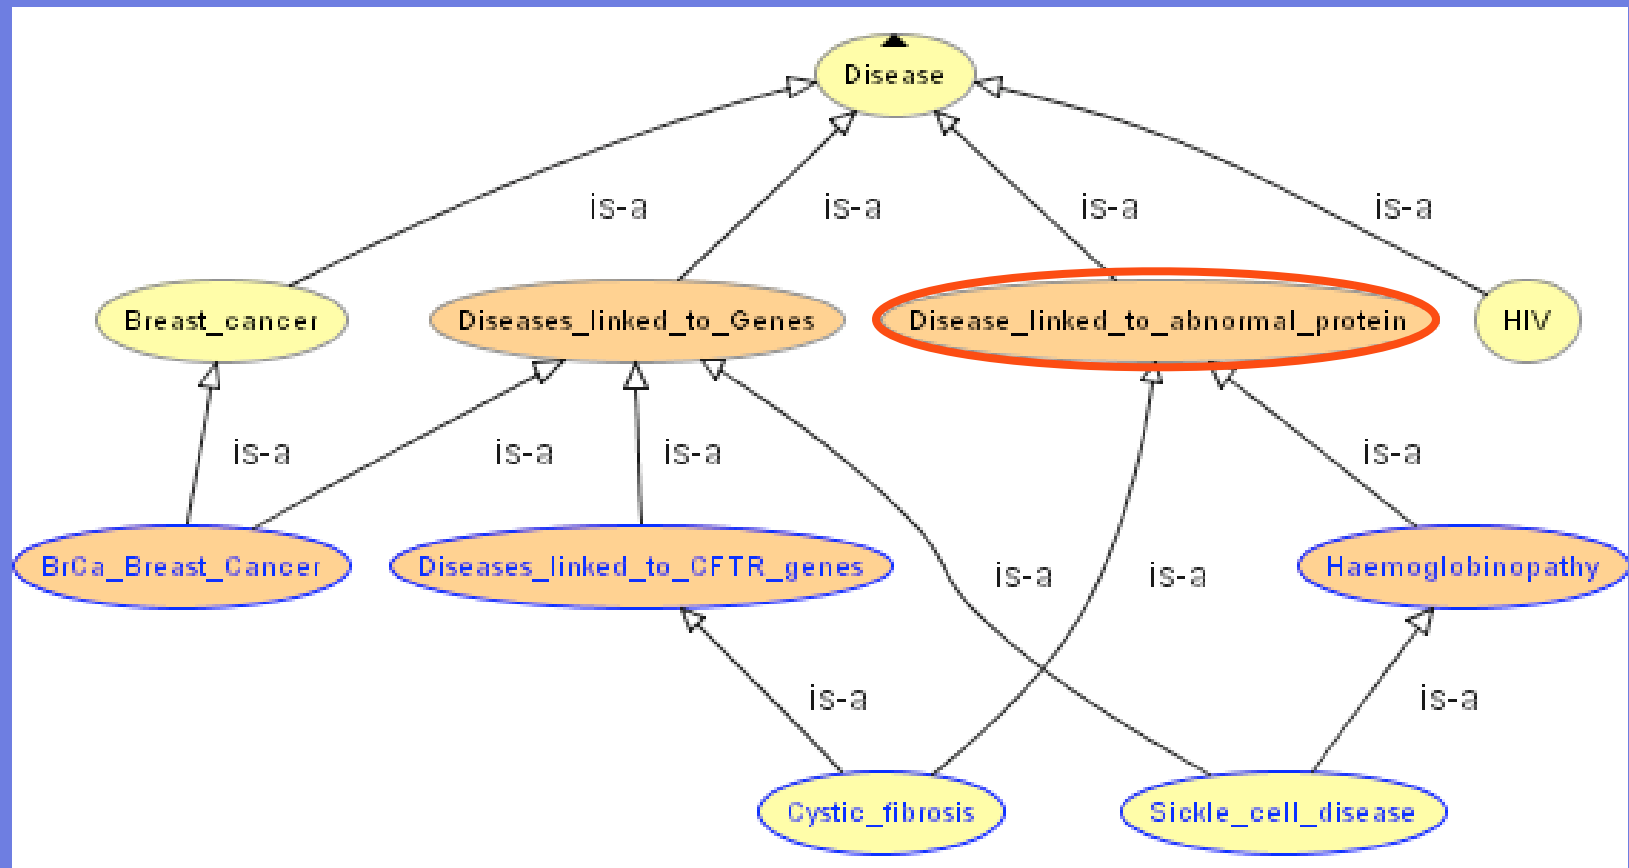 Disease
is-a
is-a
is-a
is-a
Breast_cancer
Diseases_linked_to_Genes
Disease_linked_to_abnormal_protein
HIV
is-a
is-a
is-a
is-a
BrCa_Breast_Cancer
Diseases_linked_to_CFTR_genes
is-a
is-a
Haemoglobinopathy
is-a
is-a
Cystic_fibrosis
Sickle_cell_disease